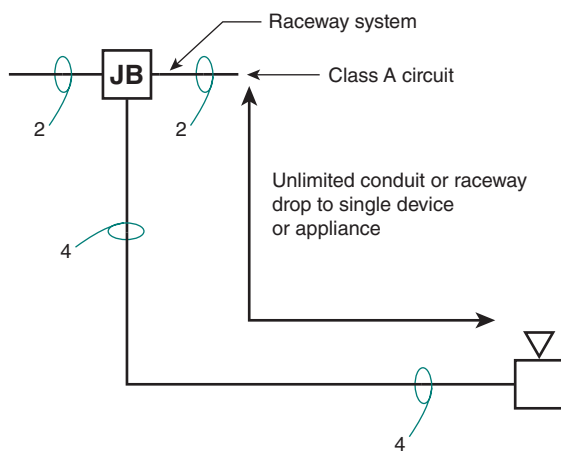 Raceway system
JB
Class A circuit
2
2
Unlimited conduit or raceway
drop to single device
or appliance
4
4